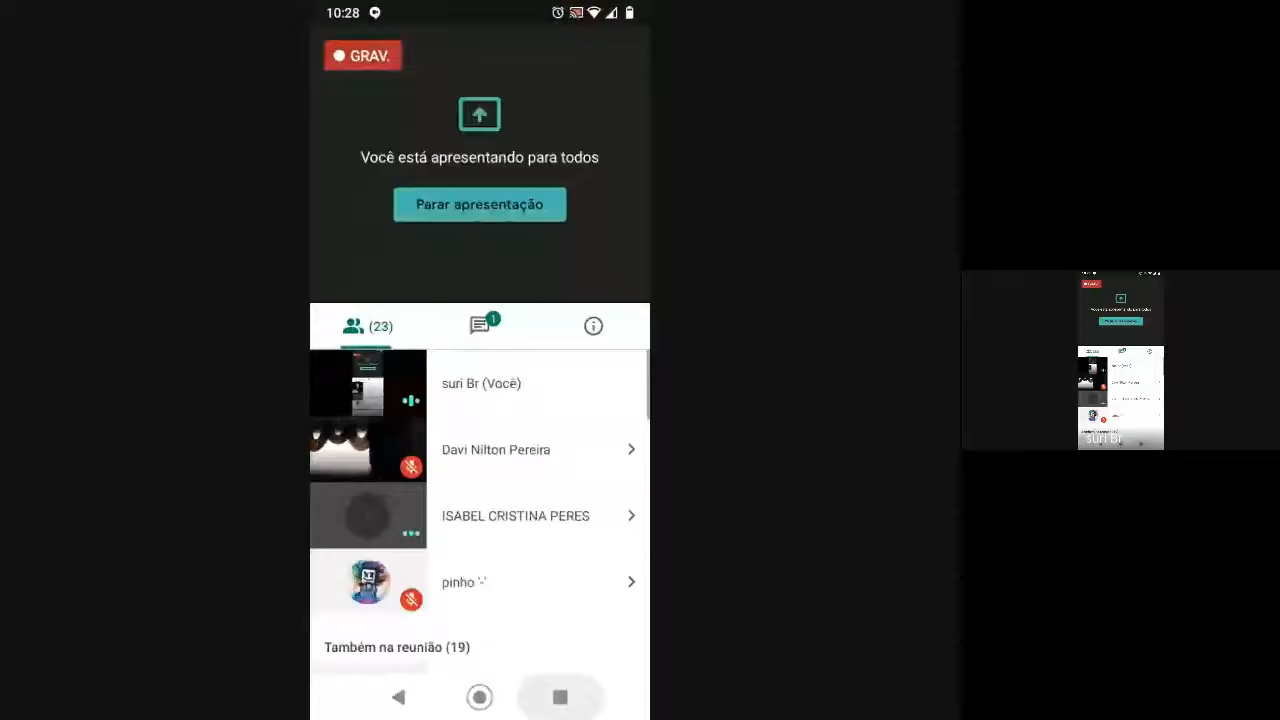 10:28
GRAV.
Você está apresentando para todos
Parar apresentação
(23)
1
suri Br (Você)
Davi Nilton Pereira
ISABEL CRISTINA PERES
pinho '-'
Também na reunião (19)
suri Br